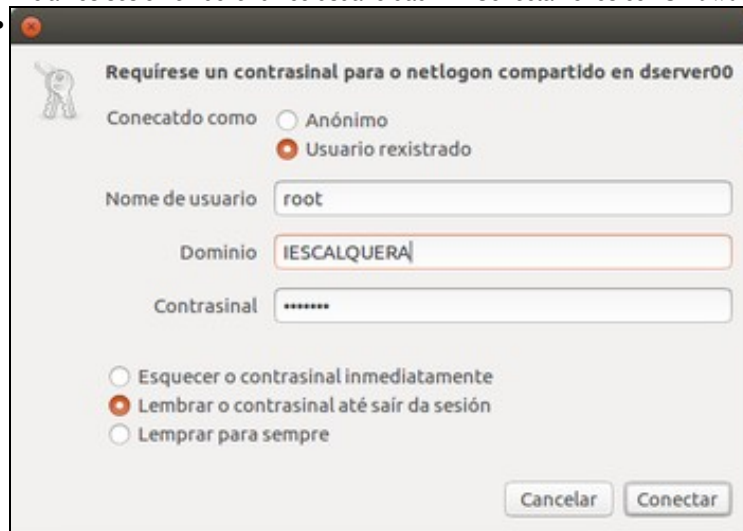 Requírese un contrasinal para o netlogon compartido en dserver00
Conecatdo como
Anónimo
Usuario rexistrado
Nome de usuario root
Dominio IESCALQUERA
Contrasinal •••••••
Esquecer o contrasinal inmediatamente
Lembrar o contrasinal até saír da sesión
Lemprar para sempre
Cancelar Conectar